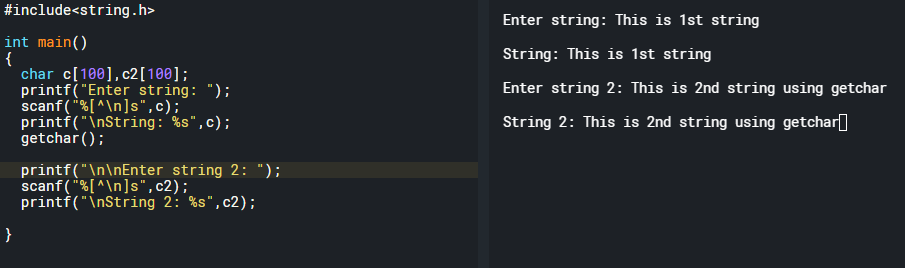 #include<string.h>
int main()
{
char c[100],c2[100];
printf("Enter string: ");
scanf("%[^\n]s",c);
printf("\nString: %s",c);
getchar();
printf("\n\nEnter string 2: ");
scanf("%[^\n]s",c2);
printf("\nString 2: %s",c2);
}
Enter string: This is 1st string
String: This is 1st string
Enter string 2: This is 2nd string using getchar
String 2: This is 2nd string using getchar